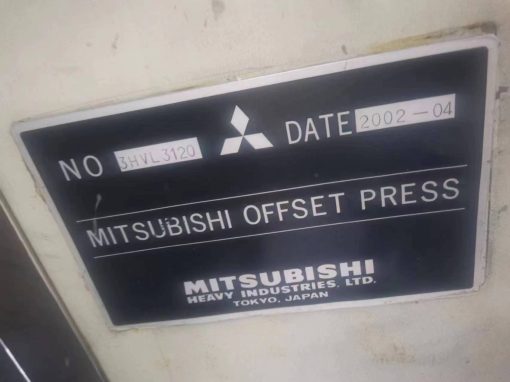 NO 3HVL3120 DATE 2002-04
MITSUBISHI OFFSET PRESS
MITSUBISHI
HEAVY INDUSTRIES, LTD.
TOKYO, JAPAN